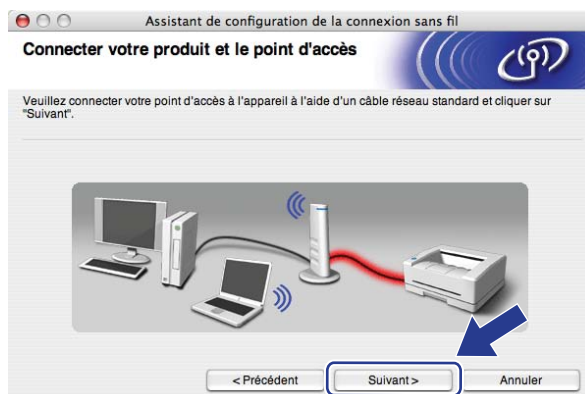 Assistant de configuration de la connexion sans fil
Connecter votre produit et le point d'accès
Veuillez connecter votre point d'accès à l'appareil à l'aide d'un câble réseau standard et cliquer sur
"Suivant".
< Précédent Suivant > Annuler